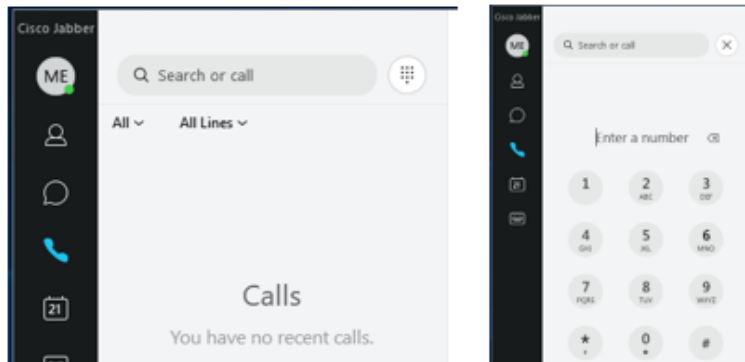 Cisco Jabber
ME
Search or call
All All Lines
21
Calls
You have no recent calls.
Cisco Jabber
ME
Search or call
Enter a number
21
1 2 3
ABC DEF
4 5 6
GHI JKL MNO
7 8 9
PQRS TUV WXYZ
* 0 #